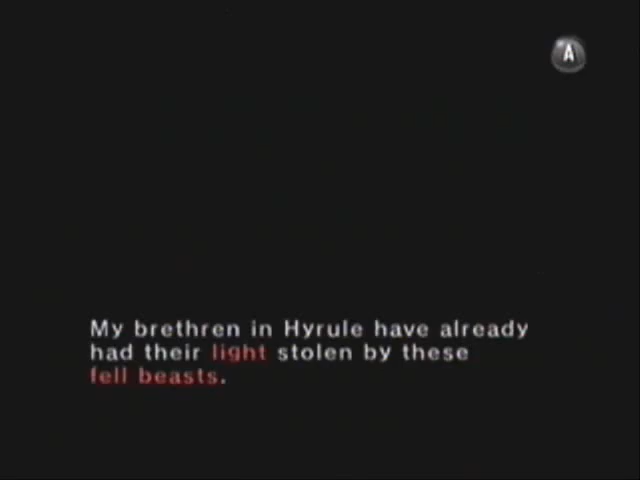 A
My brethren in Hyrule have already
had their light stolen by these
fell beasts.